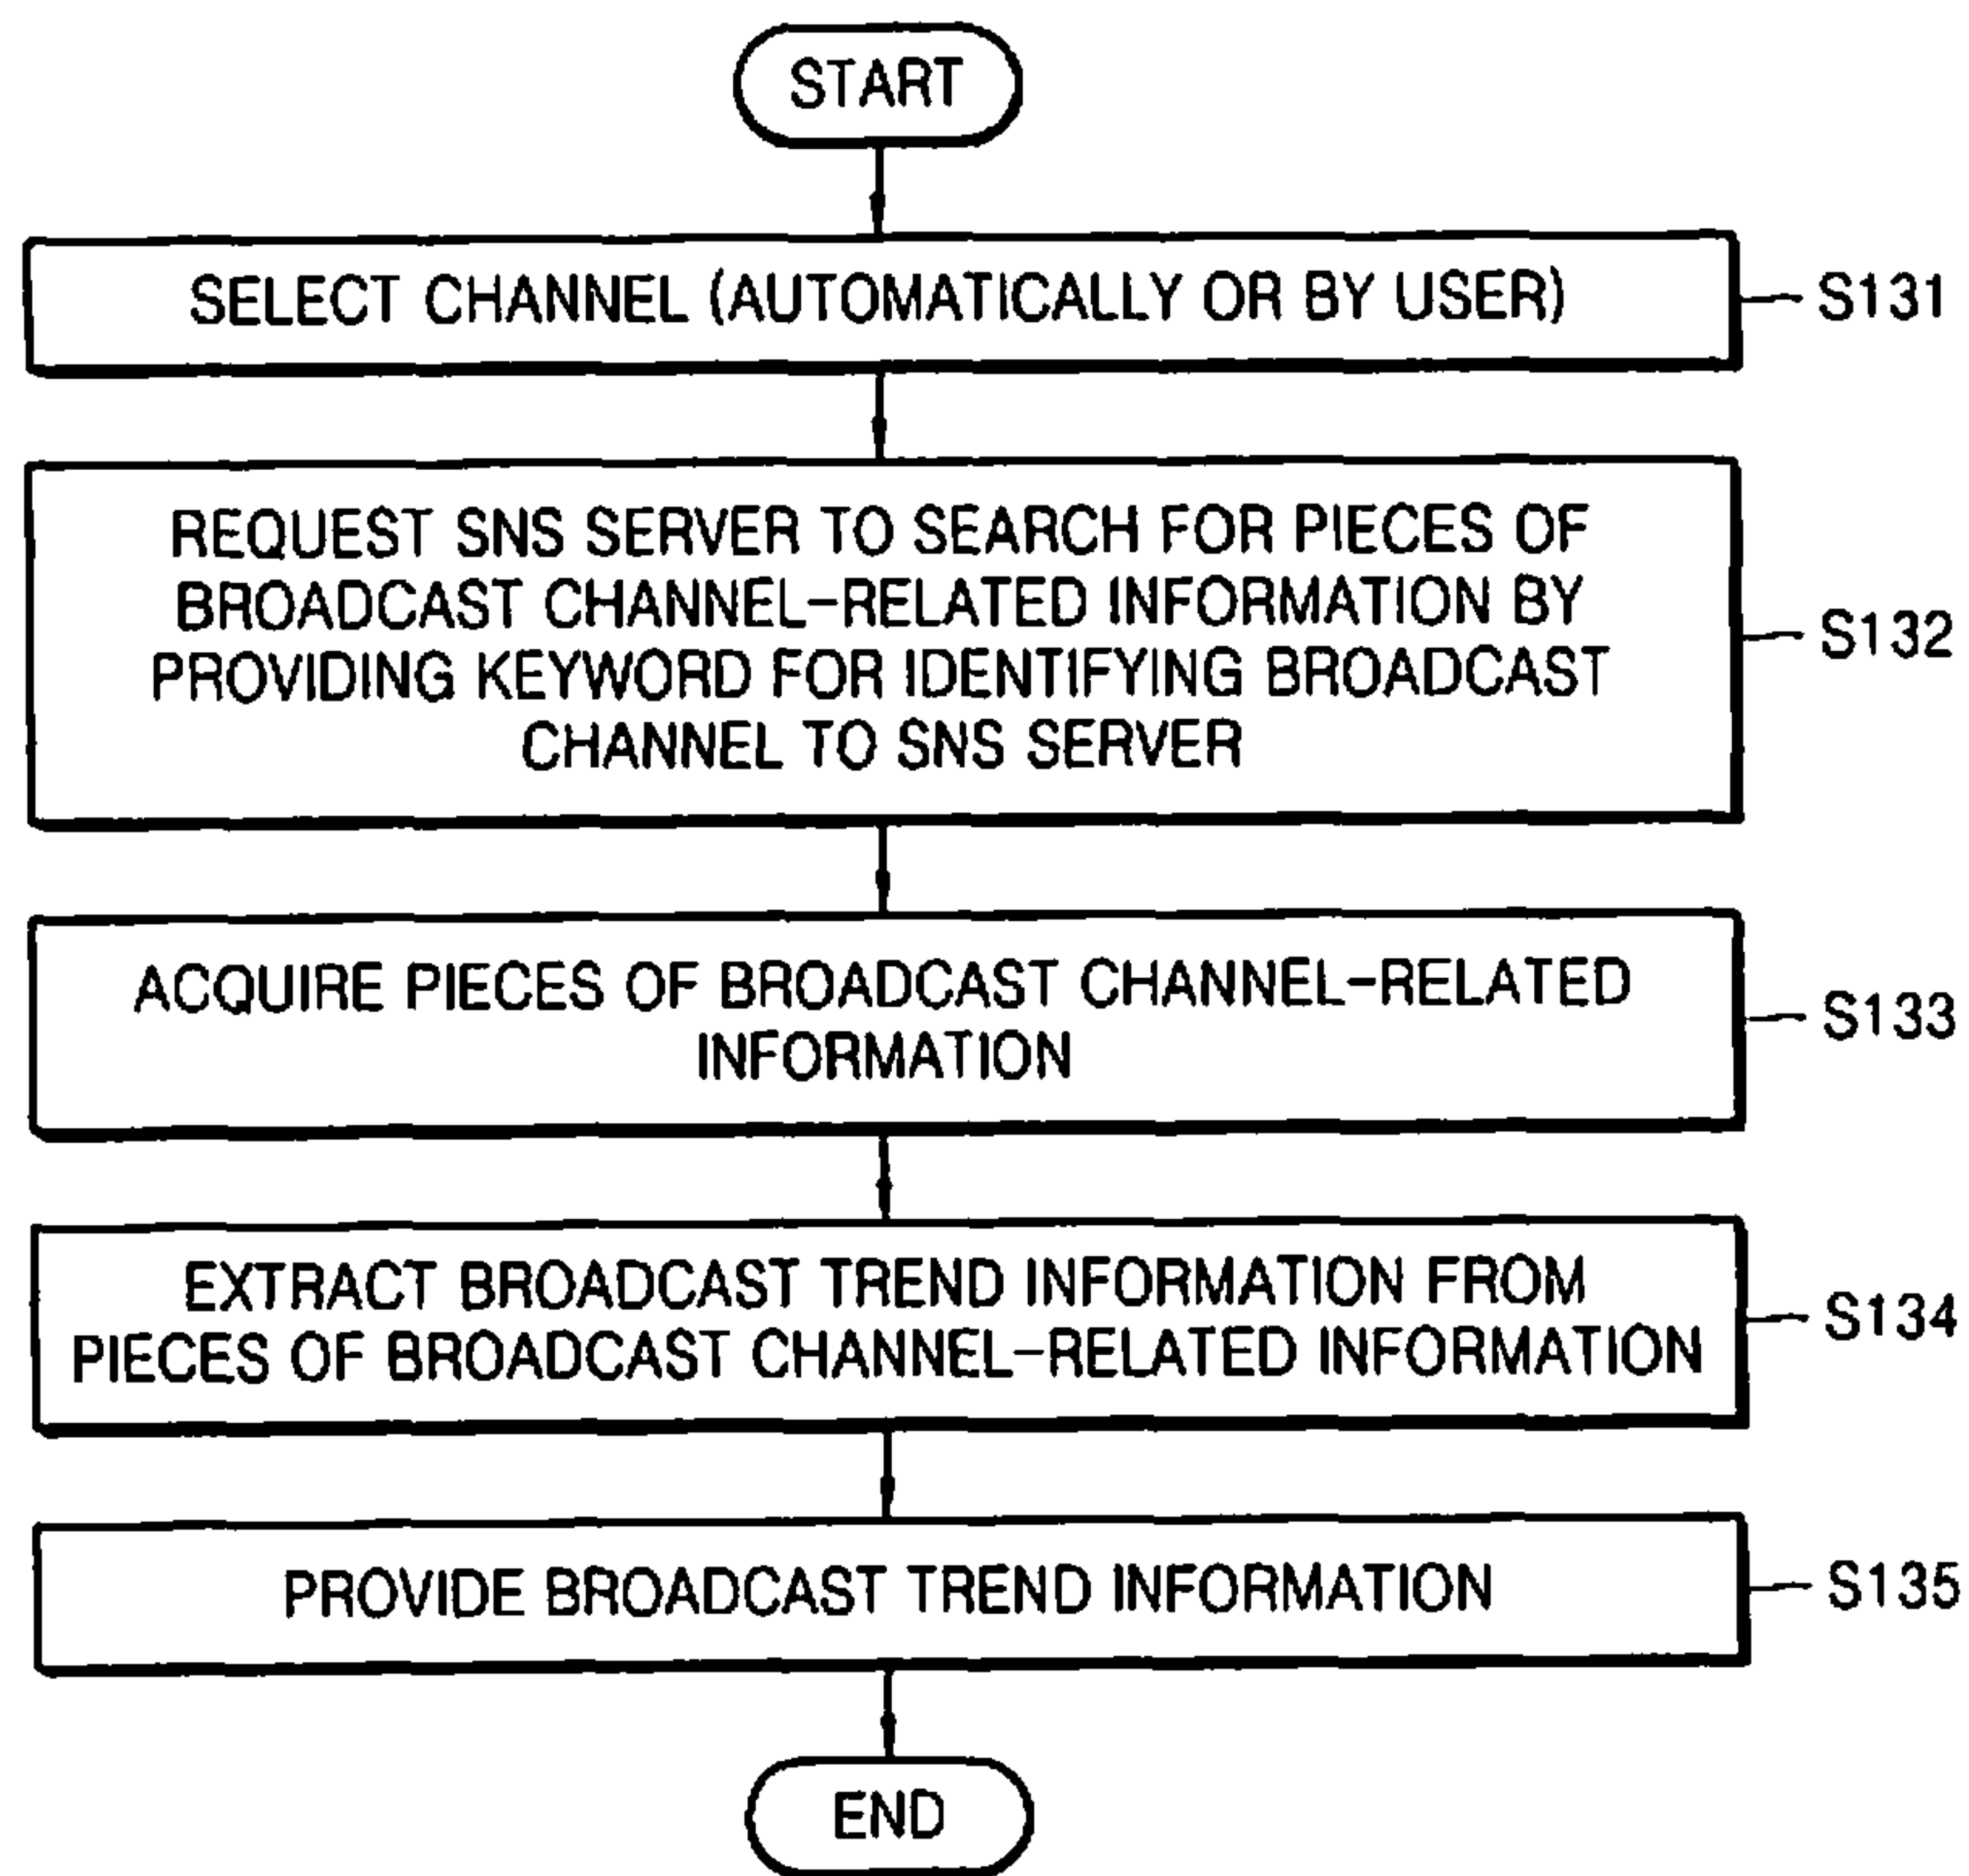 START
SELECT CHANNEL (AUTOMATICALLY OR BY USER)
S131
REQUEST SNS SERVER TO SEARCH FOR PIECES OF
BROADCAST CHANNEL-RELATED INFORMATION BY
PROVIDING KEYWORD FOR IDENTIFYING BROADCAST
CHANNEL TO SNS SERVER
S132
ACQUIRE PIECES OF BROADCAST CHANNEL-RELATED
INFORMATION
S133
EXTRACT BROADCAST TREND INFORMATION FROM
PIECES OF BROADCAST CHANNEL-RELATED INFORMATION
S134
PROVIDE BROADCAST TREND INFORMATION
S135
END